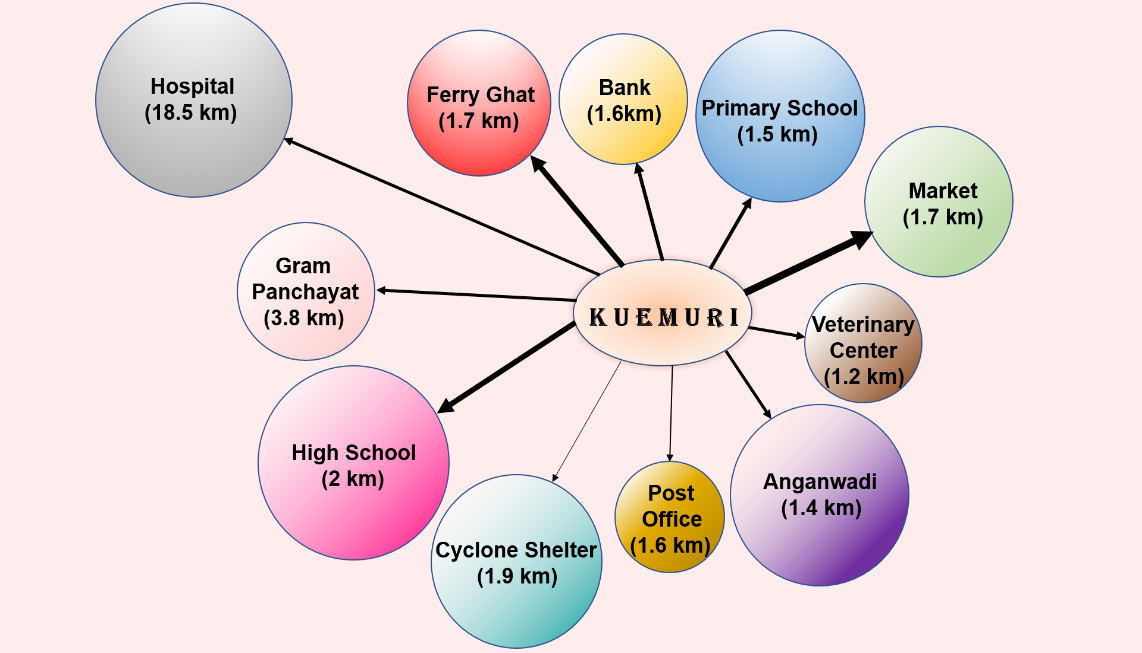 Hospital
(18.5 km)
Ferry Ghat
(1.7 km)
Bank
(1.6km)
Primary School
(1.5 km)
Market
(1.7 km)
Gram
Panchayat
(3.8 km)
KUEMURI
Veterinary
Center
(1.2 km)
High School
(2 km)
Cyclone Shelter
(1.9 km)
Post
Office
(1.6 km)
Anganwadi
(1.4 km)